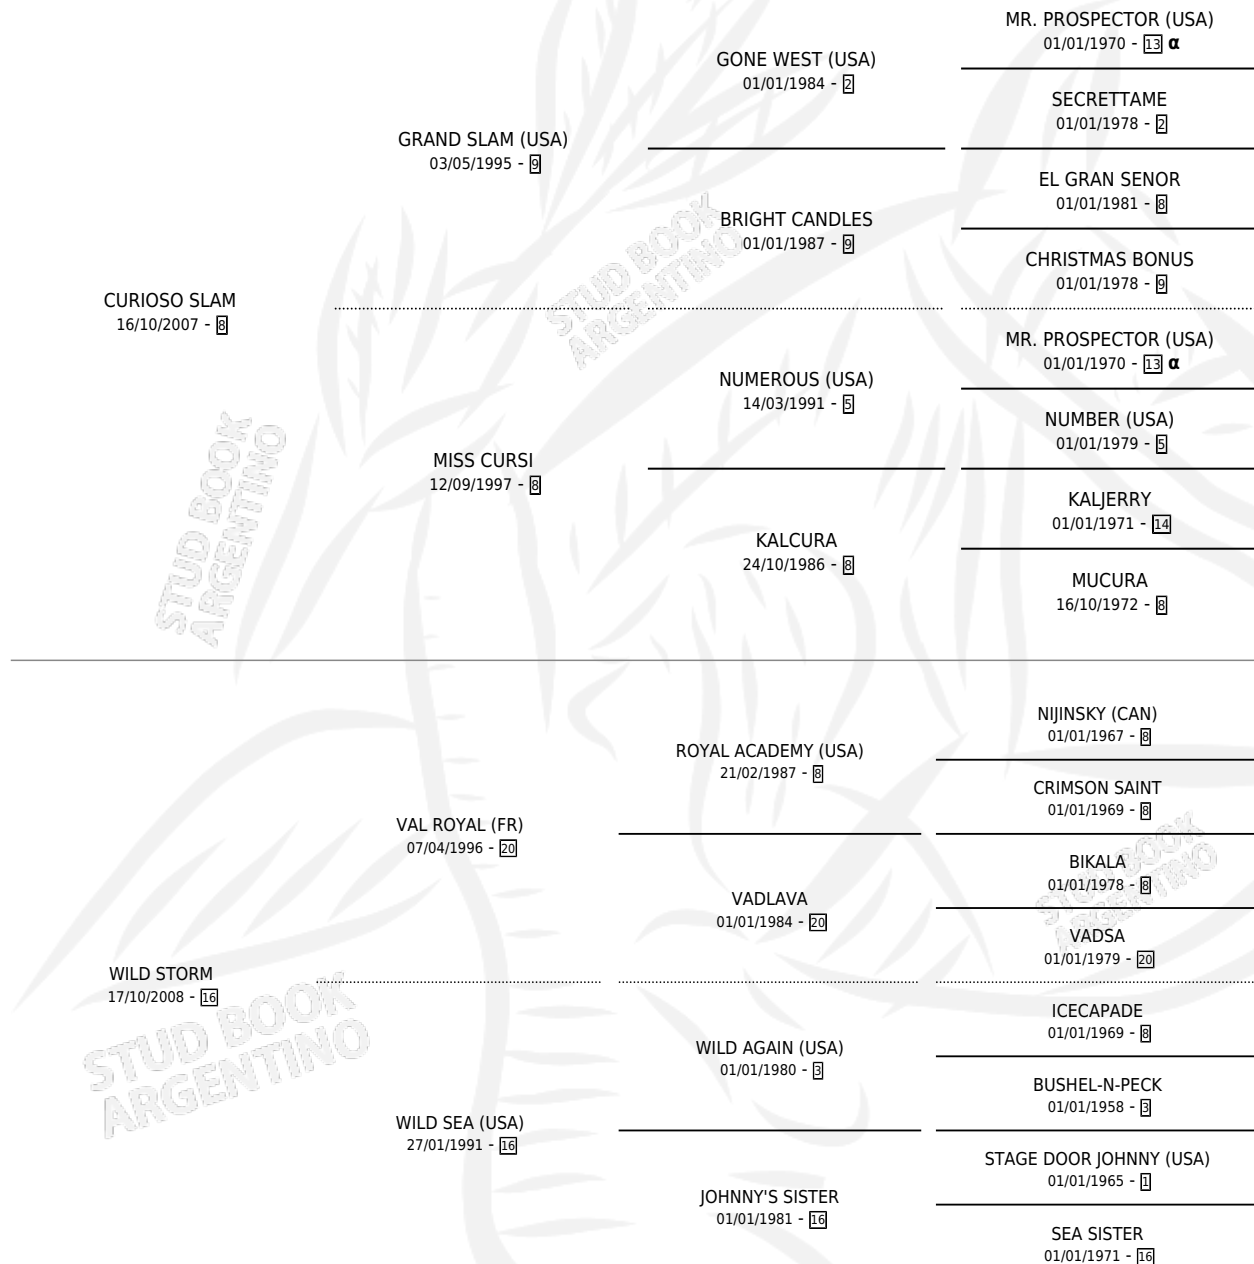 MR. PROSPECTOR (USA)
01/01/1970 - 13 α
GONE WEST (USA)
01/01/1984 - 2
SECRETTAME
01/01/1978 - 2
GRAND SLAM (USA)
03/05/1995 - 9
EL GRAN SENOR
01/01/1981 - 8
BRIGHT CANDLES
01/01/1987 - 9
CHRISTMAS BONUS
01/01/1978 - 9
CURIOSO SLAM
16/10/2007 - 8
STUD BOOK
ARGENTINO
MR. PROSPECTOR (USA)
01/01/1970 - 13 α
NUMEROUS (USA)
14/03/1991 - 5
NUMBER (USA)
01/01/1979 - 5
MISS CURSI
12/09/1997 - 8
KALJERRY
01/01/1971 - 14
KALCURA
24/10/1986 - 8
MUCURA
16/10/1972 - 8
STUD BOOK
ARGENTINO
NIJINSKY (CAN)
01/01/1967 - 8
ROYAL ACADEMY (USA)
21/02/1987 - 8
CRIMSON SAINT
01/01/1969 - 8
VAL ROYAL (FR)
07/04/1996 - 20
BIKALA
01/01/1978 - 8
VADLAVA
01/01/1984 - 20
VADSA
01/01/1979 - 20
STUD BOOK
ARGENTINO
WILD STORM
17/10/2008 - 16
ICECAPADE
01/01/1969 - 8
WILD AGAIN (USA)
01/01/1980 - 3
BUSHEL-N-PECK
01/01/1958 - 3
WILD SEA (USA)
27/01/1991 - 16
STAGE DOOR JOHNNY (USA)
01/01/1965 - 1
JOHNNY'S SISTER
01/01/1981 - 16
SEA SISTER
01/01/1971 - 16
STUD BOOK
ARGENTINO